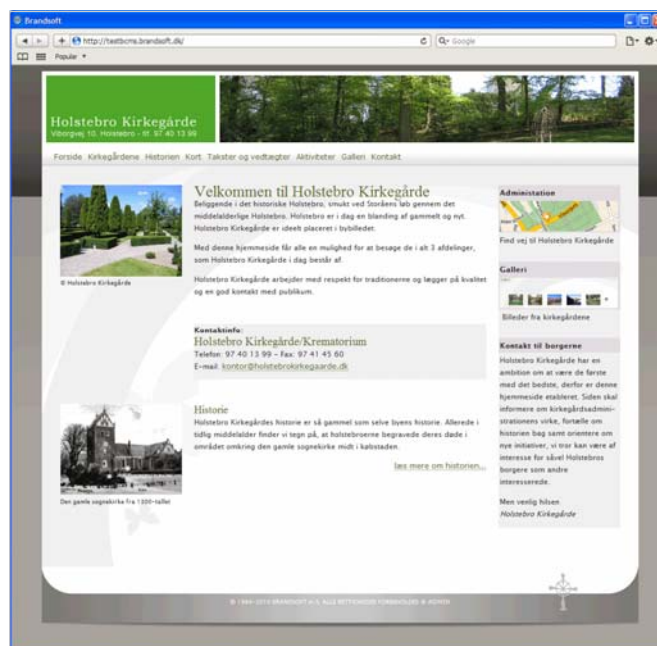 Brandsoft
http://testbcms.brandsoft.dk/
Google
Popular
Holstebro Kirkegårde
Viborgvej 10, Holstebro - tlf. 97 40 13 99
Forside Kirkegårdene Historien Kort Takster og vedtægter Aktiviteter Galleri Kontakt
© Holstebro Kirkegårde
Velkommen til Holstebro Kirkegårde
Beliggende i det historiske Holstebro, smukt ved Storåens løb gennem det
middelalderlige Holstebro. Holstebro er i dag en blanding af gammelt og nyt.
Holstebro Kirkegårde er ideelt placeret i bybilledet.
Med denne hjemmeside får alle en mulighed for at besøge de i alt 3 afdelinger,
som Holstebro Kirkegårde i dag består af.
Holstebro Kirkegårde arbejder med respekt for traditionerne og lægger på kvalitet
og en god kontakt med publikum.
Kontaktinfo:
Holstebro Kirkegårde/Krematorium
Telefon: 97 40 13 99 - Fax: 97 41 45 60
E-mail: kontor@holstebrokirkegaarde.dk
Den gamle sognekirke fra 1300-tallet
Historie
Holstebro Kirkegårdes historie er så gammel som selve byens historie. Allerede i
tidlig middelalder finder vi tegn på, at holstebroerne begravede deres døde i
området omkring den gamle sognekirke midt i købstaden.
læs mere om historien...
Administation
Find vej til Holstebro Kirkegårde
Galleri
Billeder fra kirkegårdene
Kontakt til borgerne
Holstebro Kirkegårde har en
ambition om at være de første
med det bedste, derfor er denne
hjemmeside etableret. Siden skal
informere om kirkegårdsadmini-
strationens virke, fortælle om
historien bag samt orientere om
nye initiativer, vi tror kan være af
interesse for såvel Holstebros
borgere som andre
interesserede.
Men venlig hilsen
Holstebro Kirkegårde
BRANDSOFT A/S, ALLE RETTIGHEDER FORBEHOLDES